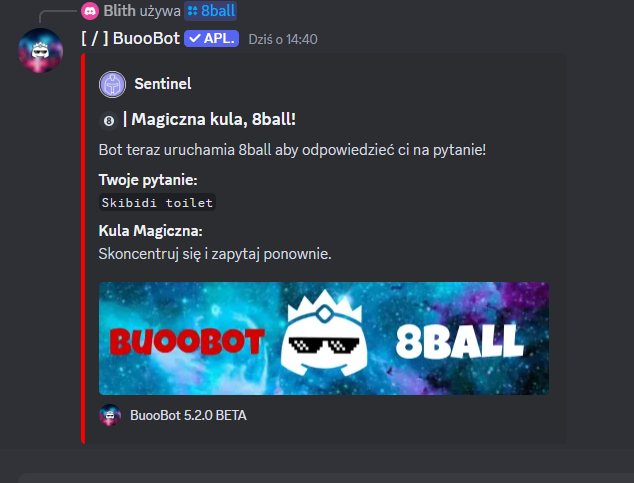 Blith używa 8ball
[ / ] BuooBot ✓ APL. Dziś o 14:40
Sentinel
8 | Magiczna kula, 8ball!
Bot teraz uruchamia 8ball aby odpowiedzieć ci na pytanie!
Twoje pytanie:
Skibidi toilet
Kula Magiczna:
Skoncentruj się i zapytaj ponownie.
BUOOBOT 8BALL
BuooBot 5.2.0 BETA